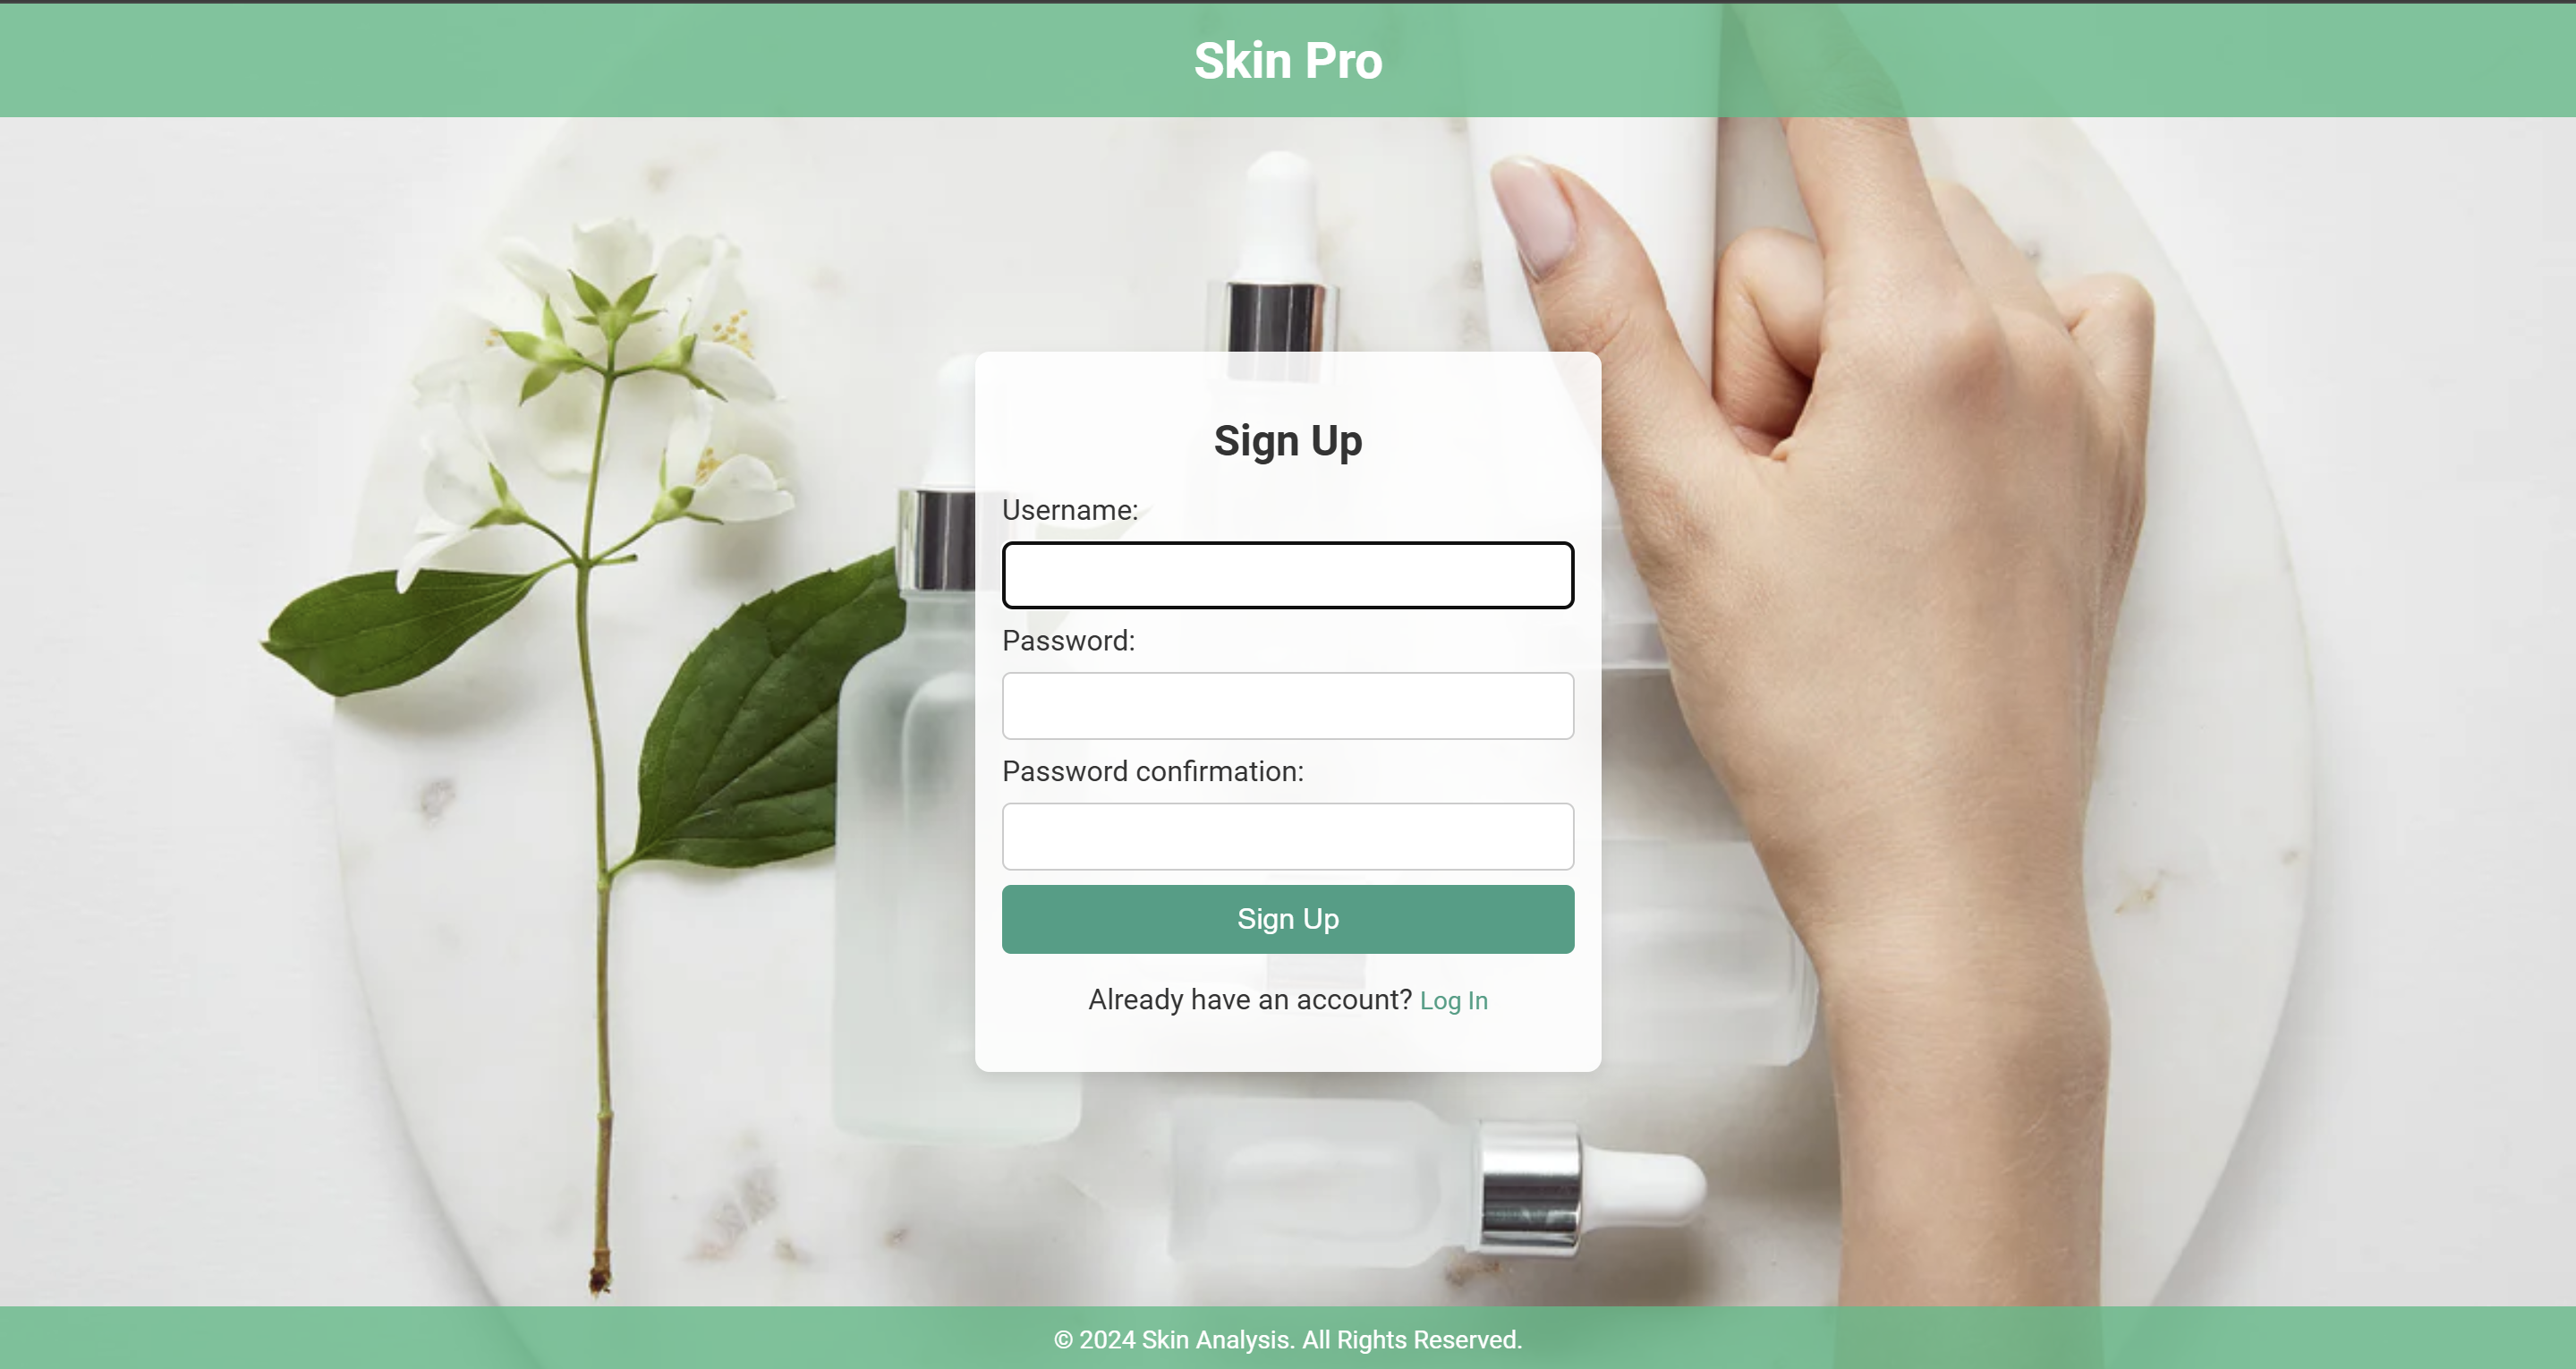 Skin Pro
Sign Up
Username:
Password:
Password confirmation:
Sign Up
Already have an account? Log In
© 2024 Skin Analysis. All Rights Reserved.